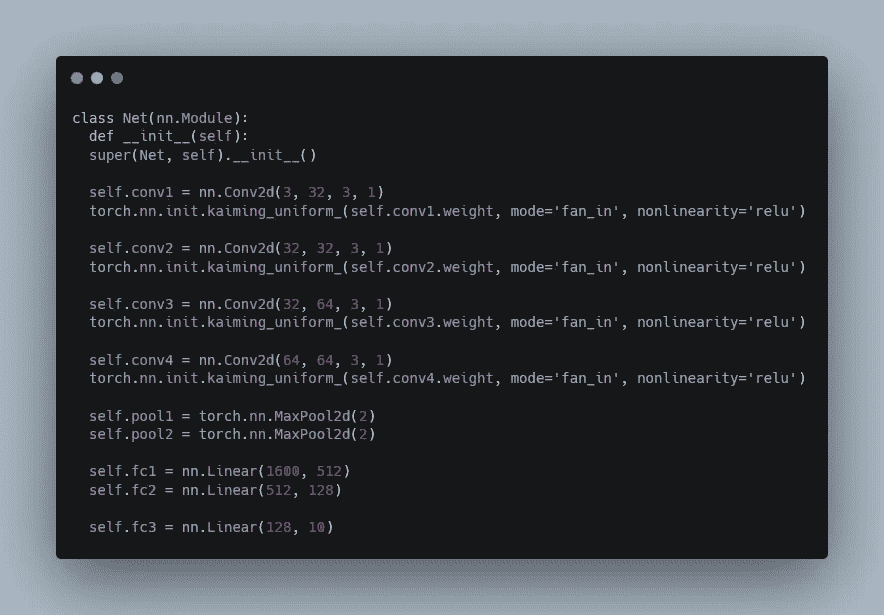 class Net(nn.Module):
def __init__(self):
super(Net, self).__init__()
self.conv1 = nn.Conv2d(3, 32, 3, 1)
torch.nn.init.kaiming_uniform_(self.conv1.weight, mode='fan_in', nonlinearity='relu')
self.conv2 = nn.Conv2d(32, 32, 3, 1)
torch.nn.init.kaiming_uniform_(self.conv2.weight, mode='fan_in', nonlinearity='relu')
self.conv3 = nn.Conv2d(32, 64, 3, 1)
torch.nn.init.kaiming_uniform_(self.conv3.weight, mode='fan_in', nonlinearity='relu')
self.conv4 = nn.Conv2d(64, 64, 3, 1)
torch.nn.init.kaiming_uniform_(self.conv4.weight, mode='fan_in', nonlinearity='relu')
self.pool1 = torch.nn.MaxPool2d(2)
self.pool2 = torch.nn.MaxPool2d(2)
self.fc1 = nn.Linear(1600, 512)
self.fc2 = nn.Linear(512, 128)
self.fc3 = nn.Linear(128, 10)